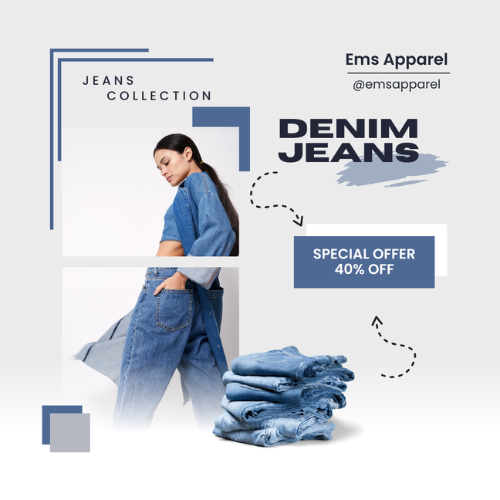 JEANS
COLLECTION
Ems Apparel
@emsapparel
DENIM
JEANS
SPECIAL OFFER
40% OFF